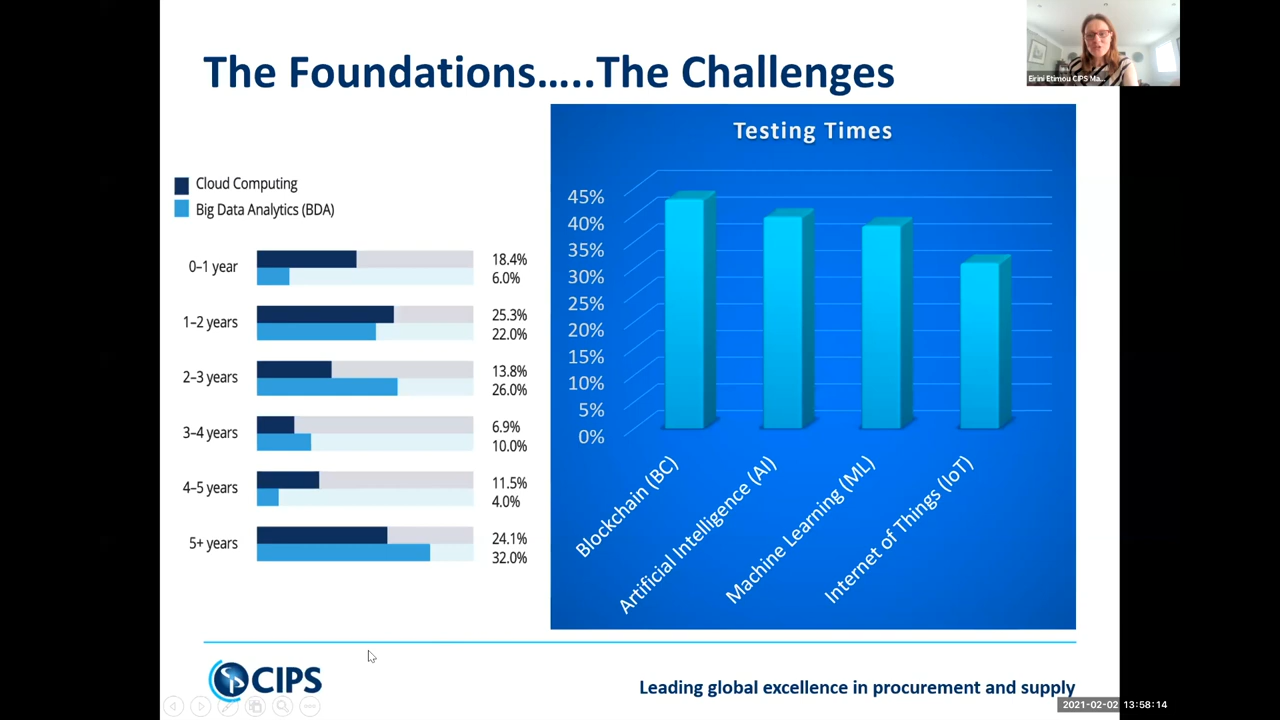 The Foundations…..The Challenges
Eirini Etimou CIPS Ma...
Cloud Computing
Big Data Analytics (BDA)
0–1 year
18.4%
6.0%
1–2 years
25.3%
22.0%
2–3 years
13.8%
26.0%
3–4 years
6.9%
10.0%
4–5 years
11.5%
4.0%
5+ years
24.1%
32.0%
Testing Times
45%
40%
35%
30%
25%
20%
15%
10%
5%
0%
Blockchain (BC)
Artificial Intelligence (AI)
Machine Learning (ML)
Internet of Things (IoT)
CIPS
Leading global excellence in procurement and supply
2021-02-02 13:58:14